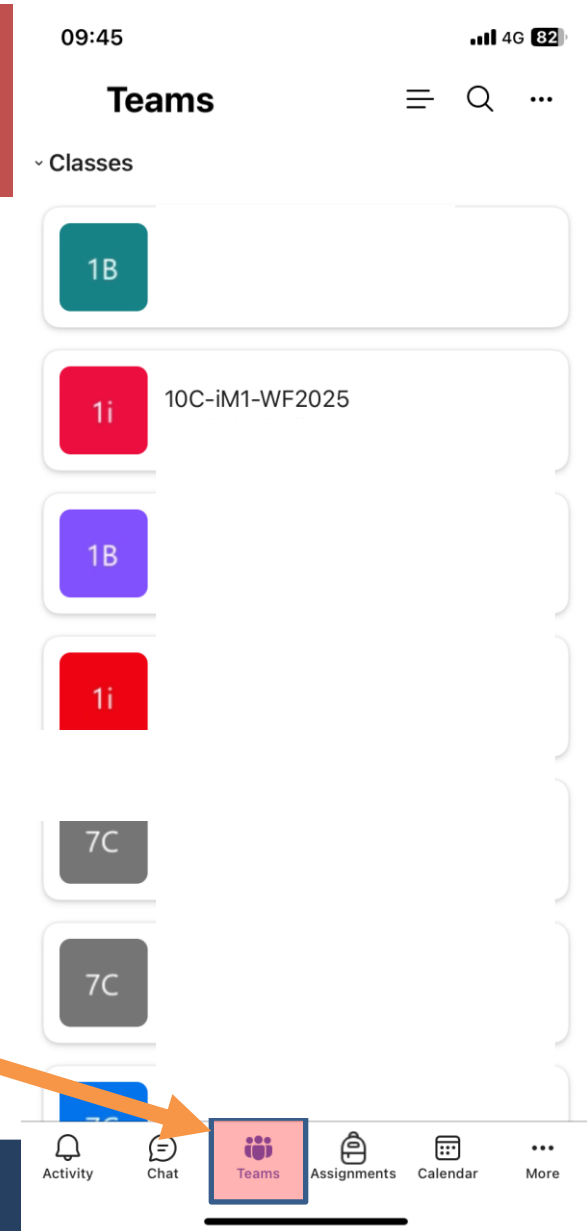 09:45 4G 82
Teams
Classes
1B
1i 10C-iM1-WF2025
1B
1i
7C
7C
Activity Chat Teams Assignments Calendar More